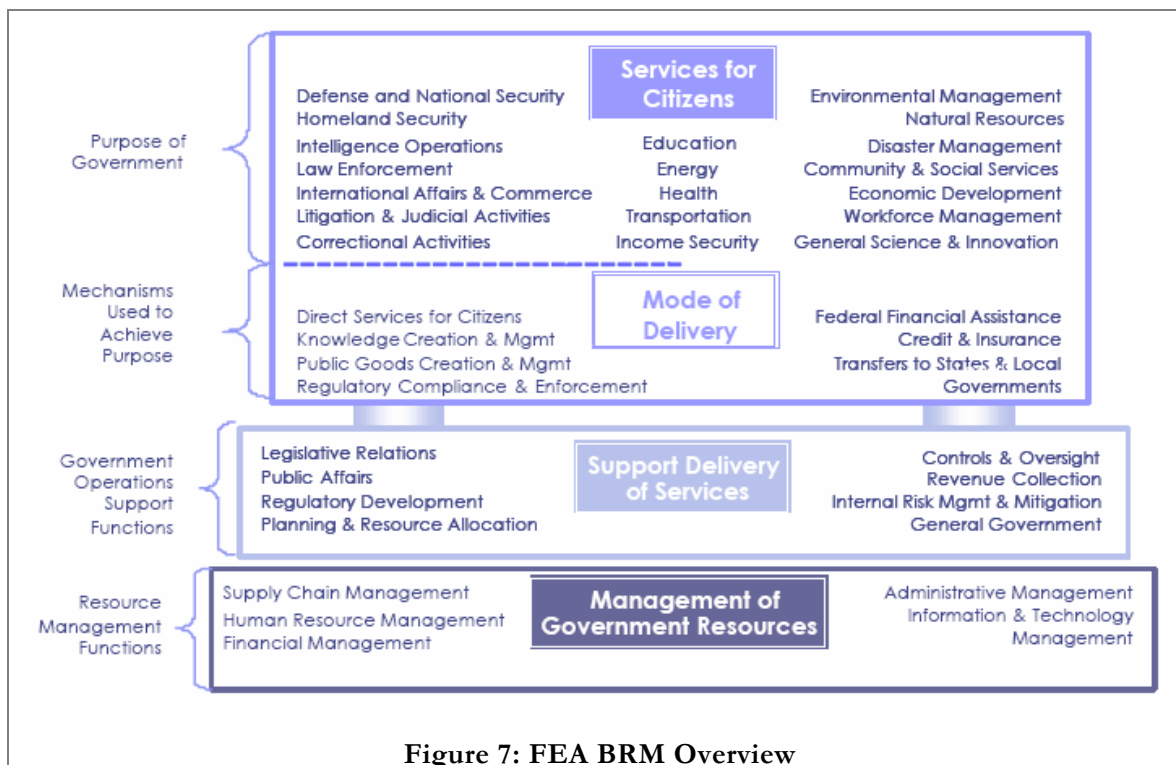 Purpose of
Government
Services for
Citizens
Defense and National Security
Homeland Security
Intelligence Operations
Law Enforcement
International Affairs & Commerce
Litigation & Judicial Activities
Correctional Activities
Education
Energy
Health
Transportation
Income Security
Environmental Management
Natural Resources
Disaster Management
Community & Social Services
Economic Development
Workforce Management
General Science & Innovation
Mechanisms
Used to
Achieve
Purpose
Mode of
Delivery
Direct Services for Citizens
Knowledge Creation & Mgmt
Public Goods Creation & Mgmt
Regulatory Compliance & Enforcement
Federal Financial Assistance
Credit & Insurance
Transfers to States & Local
Governments
Government
Operations
Support
Functions
Support Delivery
of Services
Legislative Relations
Public Affairs
Regulatory Development
Planning & Resource Allocation
Controls & Oversight
Revenue Collection
Internal Risk Mgmt & Mitigation
General Government
Resource
Management
Functions
Management of
Government Resources
Supply Chain Management
Human Resource Management
Financial Management
Administrative Management
Information & Technology
Management
Figure 7: FEA BRM Overview